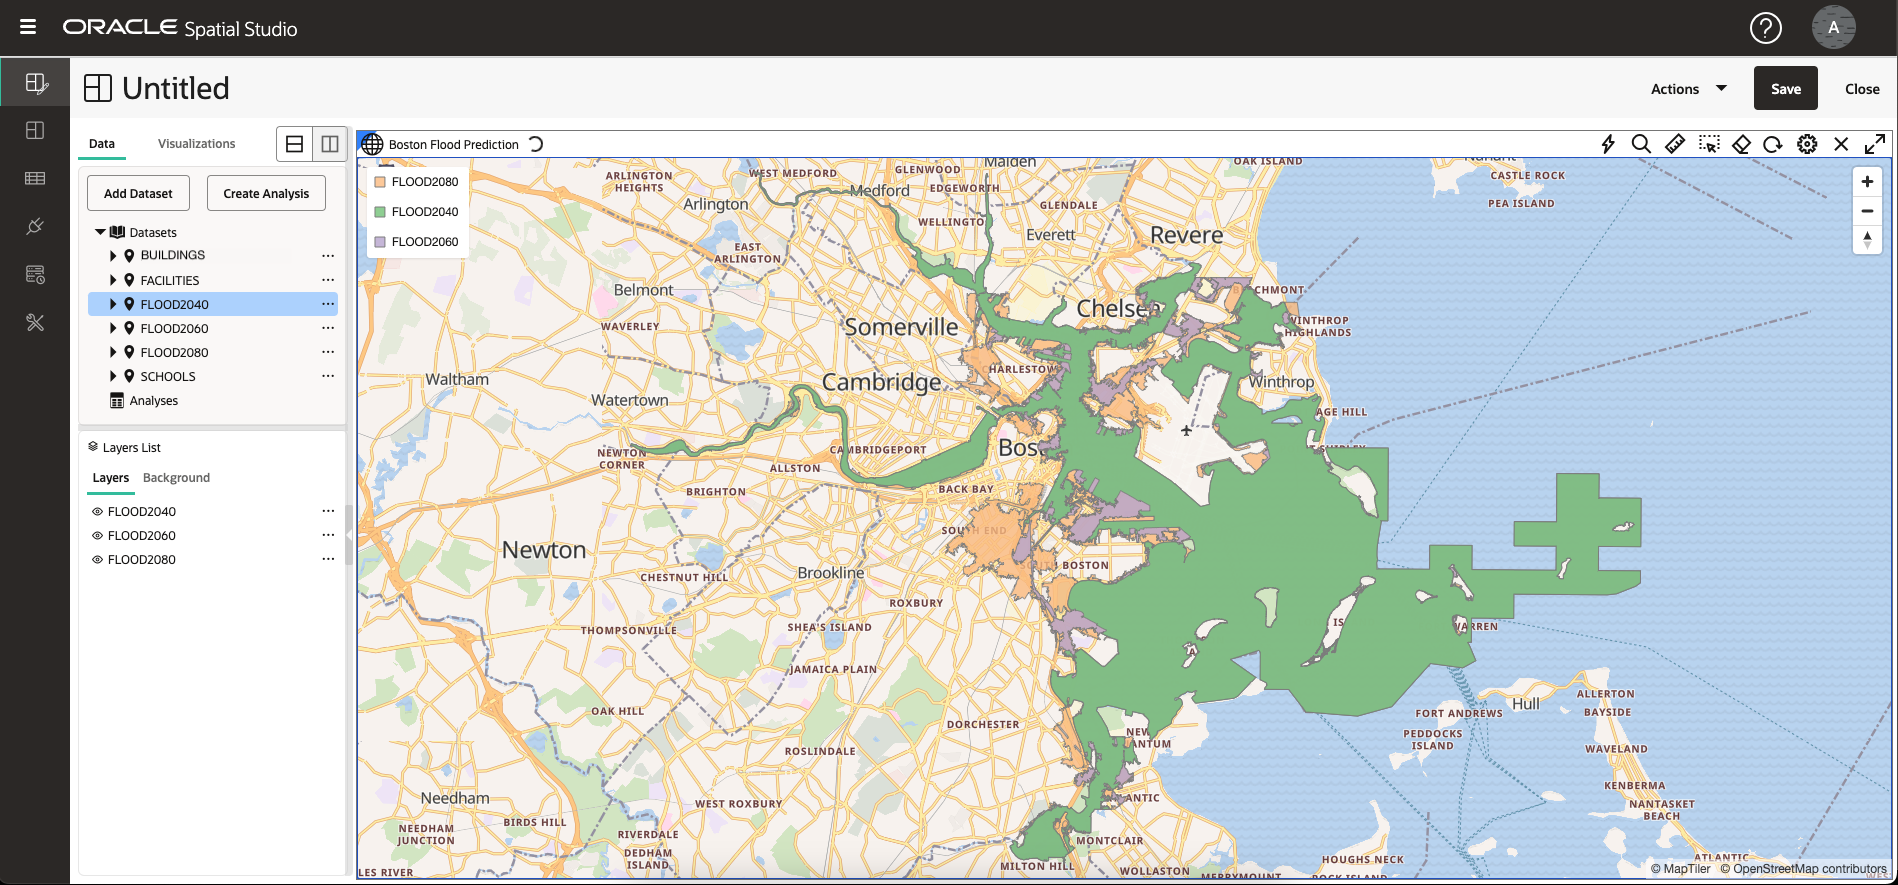 ORACLE Spatial Studio
A
Untitled
Actions
Save
Close
Data
Visualizations
Add Dataset
Create Analysis
Datasets
BUILDINGS
FACILITIES
FLOOD2040
FLOOD2060
FLOOD2080
SCHOOLS
Analyses
Layers List
Layers
Background
FLOOD2040
FLOOD2060
FLOOD2080
Boston Flood Prediction
FLOOD2080
FLOOD2040
FLOOD2060
Malden
OAK ISLAND
CASTLE ROCK
PEA ISLAND
ARLINGTON
HEIGHTS
WEST MEDFORD
GLENWOOD
Medford
EDGEWORTH
Arlington
GLENDALE
WELLINGTO
Everett
Revere
EAST
ARLINGTON
Belmont
CHMONT
Chelse
WINTHROP
HIGHLANDS
WAVERLEY
Somerville
CHARLESTOW
Waltham
Cambridge
Winthrop
Watertown
AGE HILL
NEWTON
CORNER
CAMBRIDGEPORT
Bos
ALLSTON
BRIGHTON
BACK BAY
SOUTH END
Newton
BOSTON
CHESTNUT HILL
Brookline
ROXBURY
THOMPSONVILLE
SHEA'S ISLAND
IS
WARREN
JAMAICA PLAIN
OAK HILL
DORCHESTER
NEW
ANTUM
ROSLINDALE
FORT ANDREWS
Hull
ALLERTON
BAYSIDE
PEDDOCKS
ISLAND
WAVELAND
KENBERMA
NANTASKET
BEACH
Needham
WEST ROXBURY
ANTIC
BIRDS HILL
NEEDHAM
JUNCTION
RIVERDALE
DEDHAM
ISLAND
MONTCLAIR
MILTON HILL
LES RIVER
WOLLASTON
MERRYMOUNT
HOUGHS NECK
ROCK ISLAND
ATLANTIC
© MapTiler © OpenStreetMap contributors